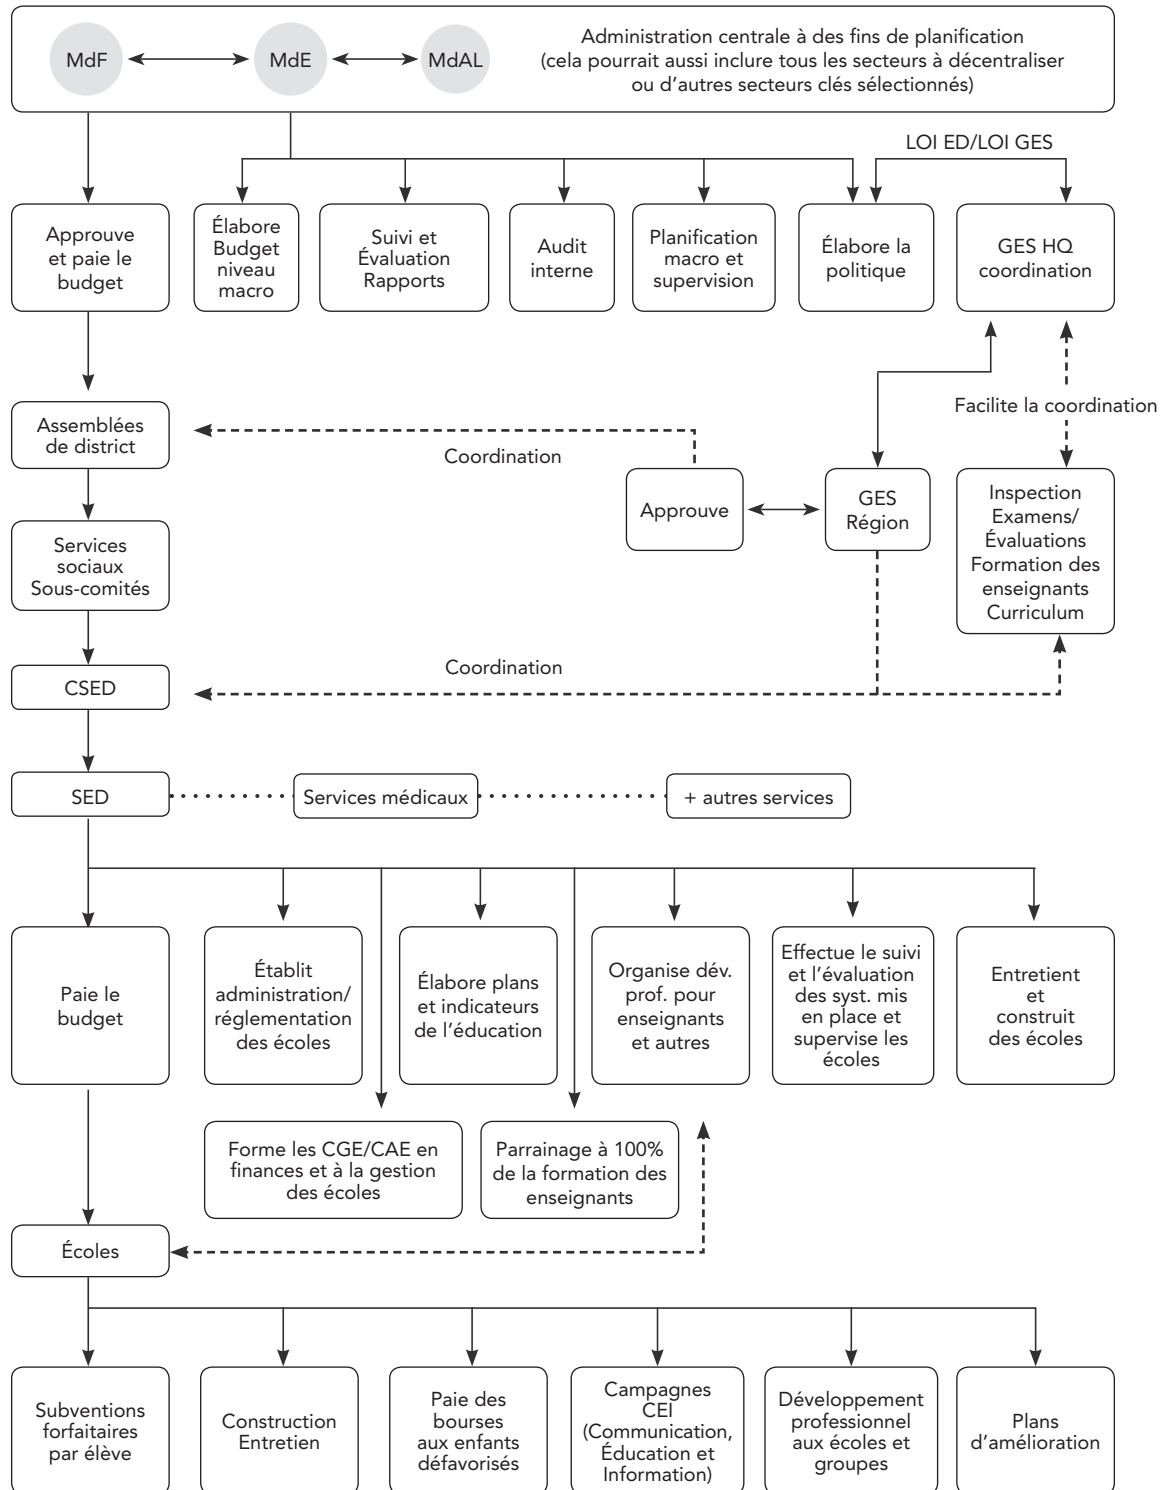 MdF
MdE
MdAL
Administration centrale à des fins de planification
(cela pourrait aussi inclure tous les secteurs à décentraliser
ou d'autres secteurs clés sélectionnés)
LOI ED/LOI GES
Approuve
et paie le
budget
Élabore
Budget
niveau
macro
Suivi et
Évaluation
Rapports
Audit
interne
Planification
macro et
supervision
Élabore la
politique
GES HQ
coordination
Facilite la coordination
Assemblées
de district
Coordination
Approuve
GES
Région
Inspection
Examens/
Évaluations
Formation des
enseignants
Curriculum
Services
sociaux
Sous-comités
Coordination
CSED
SED
Services médicaux
+ autres services
Paie le
budget
Établit
administration/
réglementation
des écoles
Élabore plans
et indicateurs
de l'éducation
Organise dév.
prof. pour
enseignants
et autres
Effectue le suivi
et l'évaluation
des syst. mis
en place et
supervise les
écoles
Entretient
et
construit
des écoles
Forme les CGE/CAE en
finances et à la gestion
des écoles
Parrainage à 100%
de la formation des
enseignants
Écoles
Subventions
forfaitaires
par élève
Construction
Entretien
Paie des
bourses
aux enfants
défavorisés
Campagnes
CEI
(Communication,
Éducation et
Information)
Développement
professionnel
aux écoles et
groupes
Plans
d'amélioration